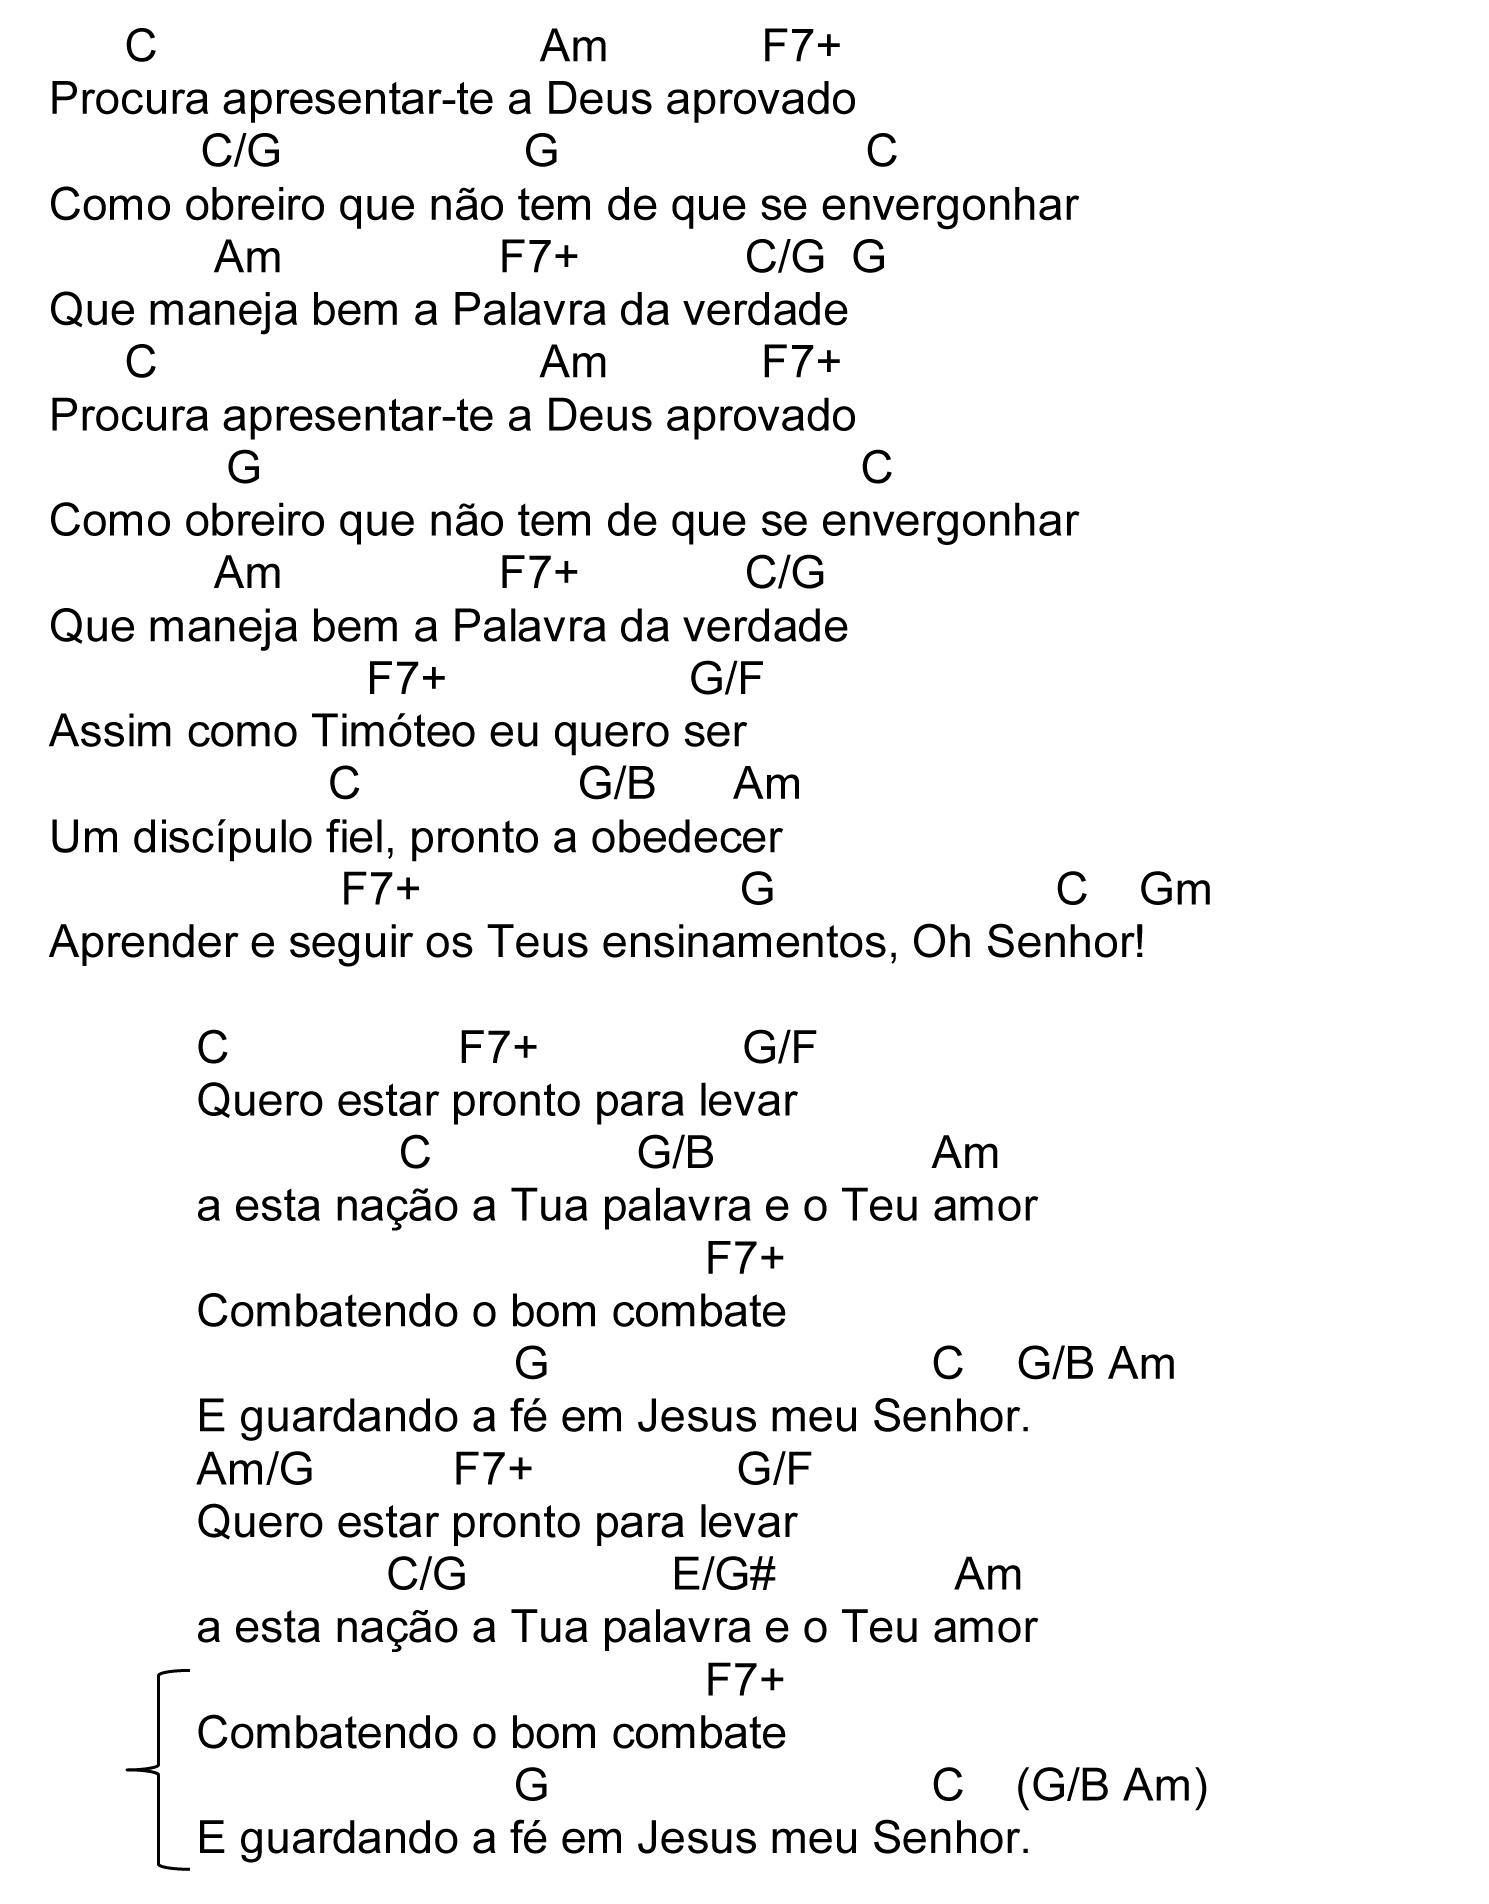 C Am F7+
Procura apresentar-te a Deus aprovado
C/G G C
Como obreiro que não tem de que se envergonhar
Am F7+ C/G G
Que maneja bem a Palavra da verdade
C Am F7+
Procura apresentar-te a Deus aprovado
G C
Como obreiro que não tem de que se envergonhar
Am F7+ C/G
Que maneja bem a Palavra da verdade
F7+ G/F
Assim como Timóteo eu quero ser
C G/B Am
Um discípulo fiel, pronto a obedecer
F7+ G C Gm
Aprender e seguir os Teus ensinamentos, Oh Senhor!
C F7+ G/F
Quero estar pronto para levar
C G/B Am
a esta nação a Tua palavra e o Teu amor
F7+
Combatendo o bom combate
G C G/B Am
E guardando a fé em Jesus meu Senhor.
Am/G F7+ G/F
Quero estar pronto para levar
C/G E/G# Am
a esta nação a Tua palavra e o Teu amor
F7+
Combatendo o bom combate
G C (G/B Am)
E guardando a fé em Jesus meu Senhor.